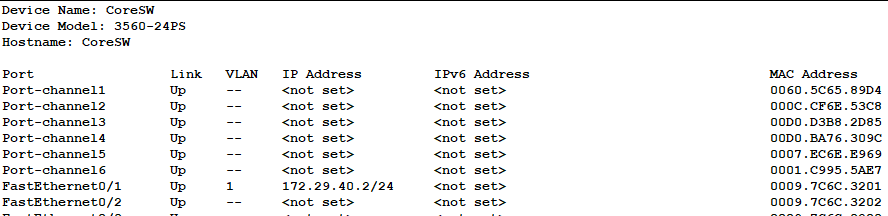 Device Name: CoreSW
Device Model: 3560-24PS
Hostname: CoreSW
Port Link VLAN IP Address IPv6 Address MAC Address
Port-channel1 Up -- <not set> <not set> 0060.5C65.89D4
Port-channel2 Up -- <not set> <not set> 000C.CF6E.53C8
Port-channel3 Up -- <not set> <not set> 00D0.D3B8.2D85
Port-channel4 Up -- <not set> <not set> 00D0.BA76.309C
Port-channel5 Up -- <not set> <not set> 0007.EC6E.E969
Port-channel6 Up -- <not set> <not set> 0001.C995.5AE7
FastEthernet0/1 Up 1 172.29.40.2/24 <not set> 0009.7C6C.3201
FastEthernet0/2 Up -- <not set> <not set> 0009.7C6C.3202